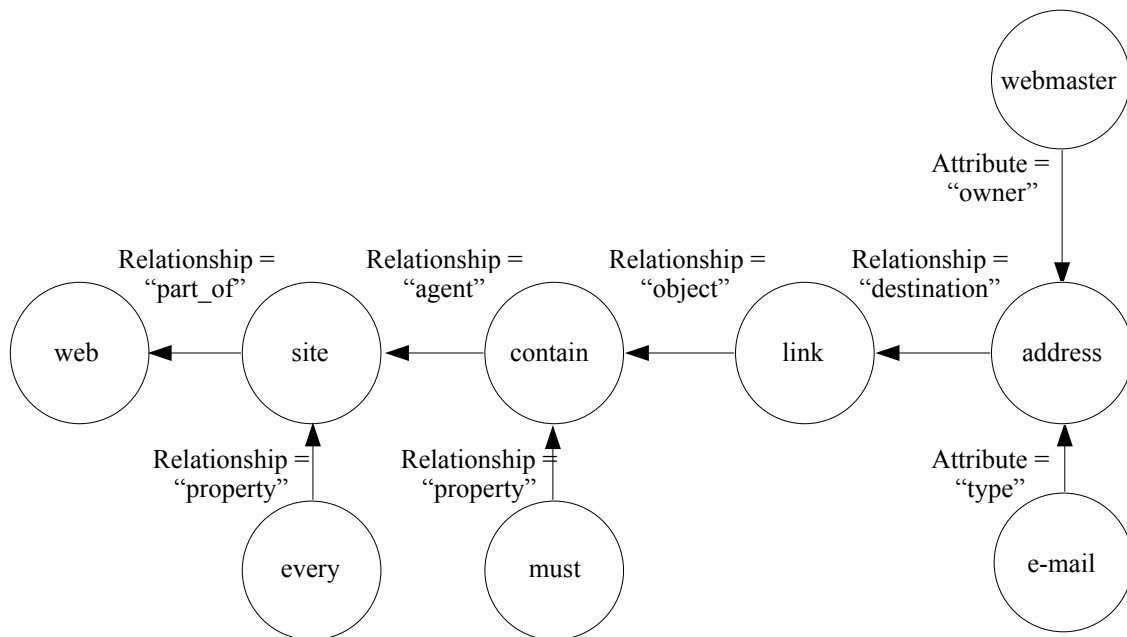 webmaster
Attribute =
“owner”
Relationship =
“part_of”
Relationship =
“agent”
Relationship =
“object”
Relationship =
“destination”
web
site
contain
link
address
Relationship =
“property”
Relationship =
“property”
Attribute =
“type”
every
must
e-mail